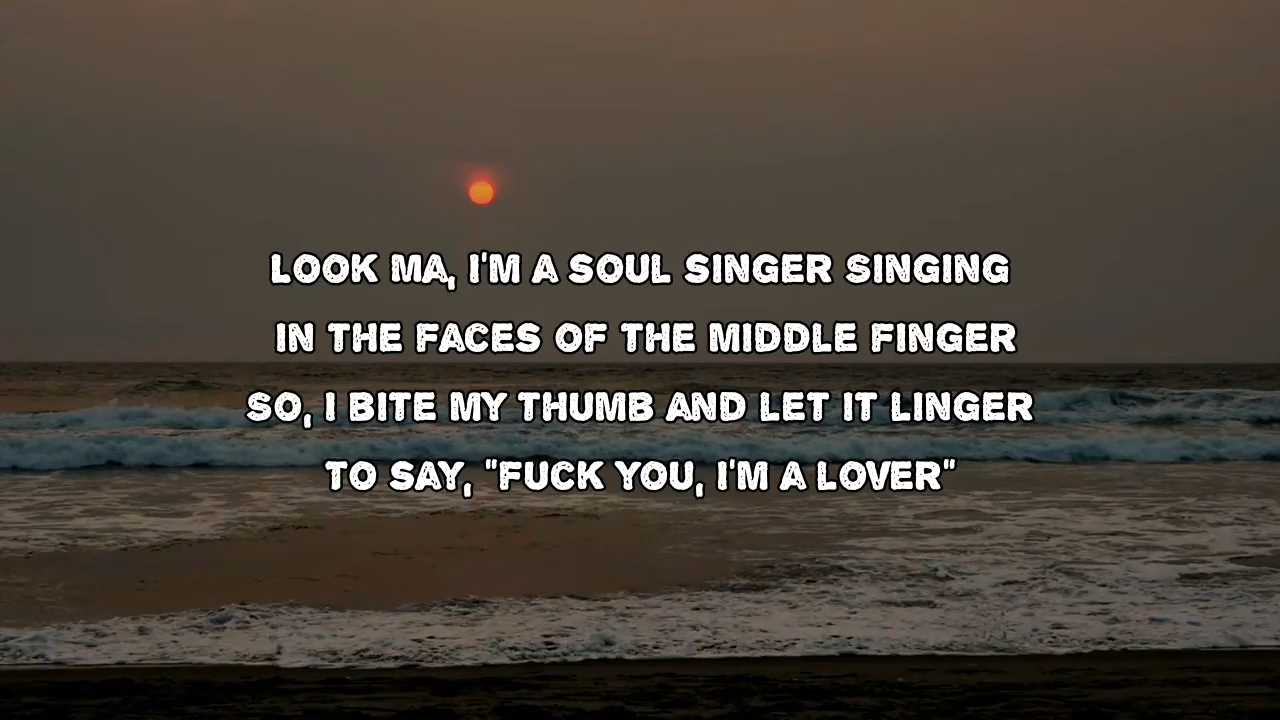 LOOK MA, I'M A SOUL SINGER SINGING
IN THE FACES OF THE MIDDLE FINGER
SO, I BITE MY THUMB AND LET IT LINGER
TO SAY, "FUCK YOU, I'M A LOVER"